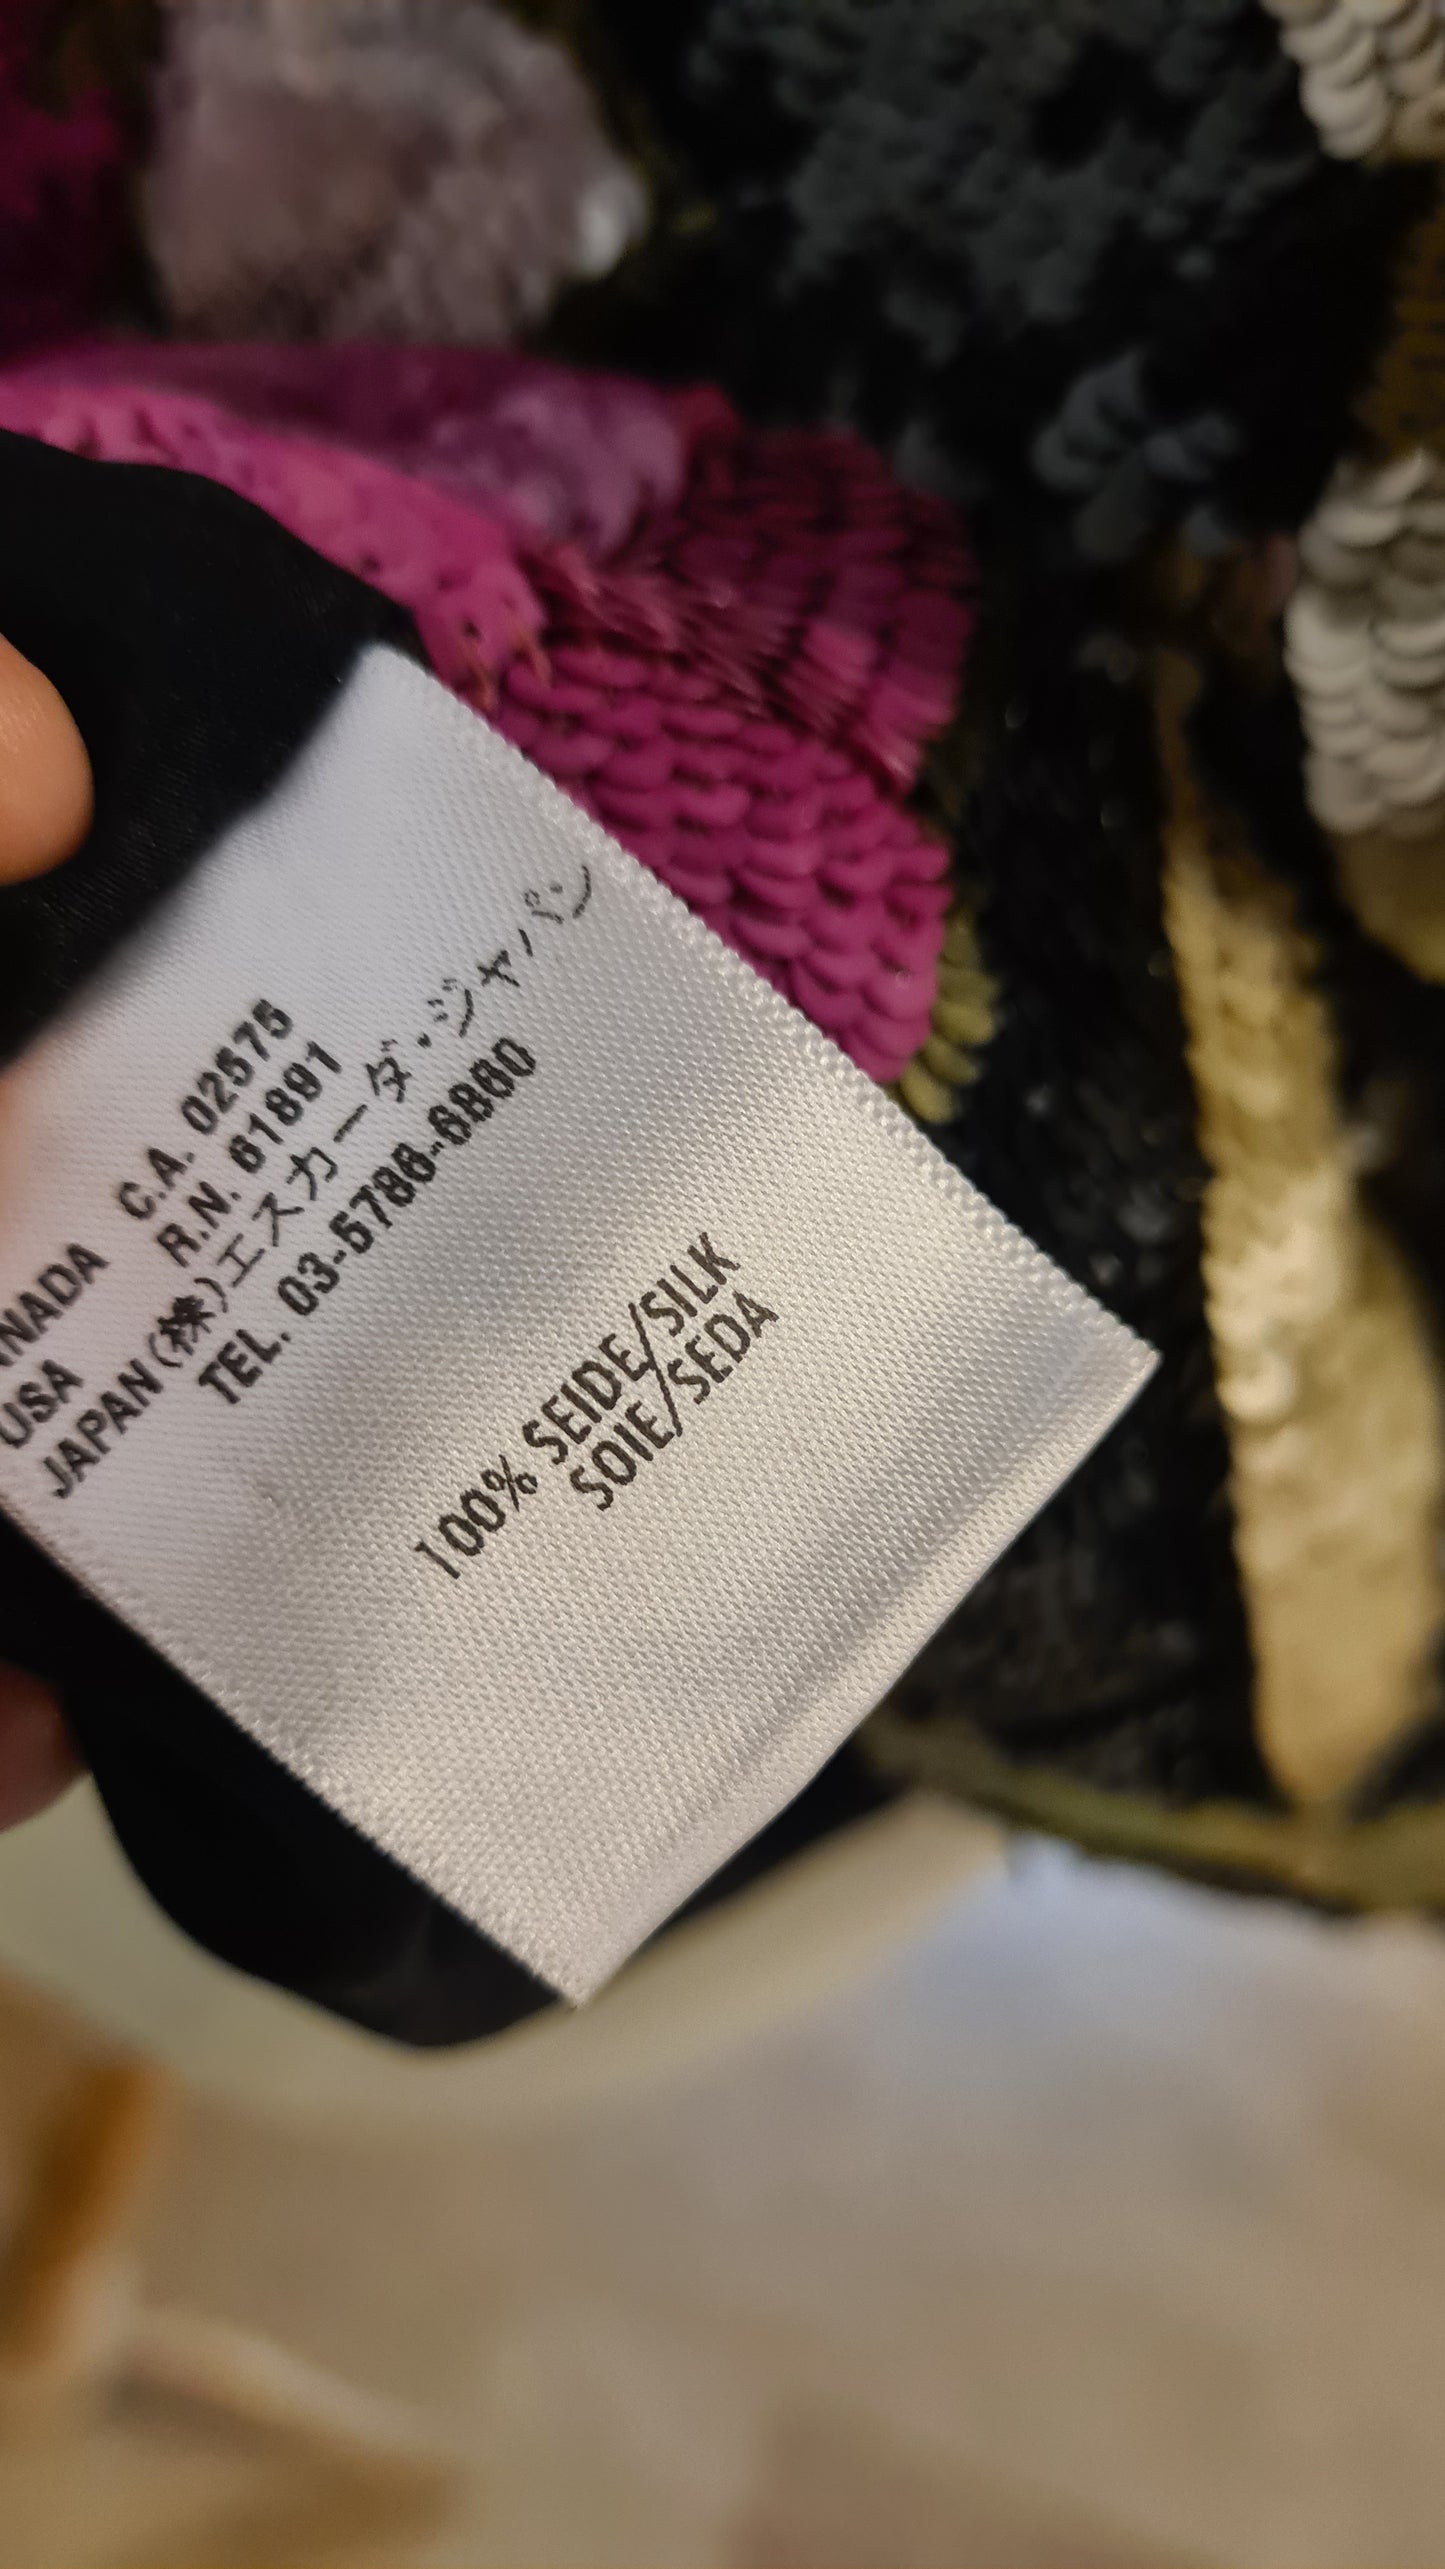 C.A. 02575
USA R.N. 61891
JAPAN (株)エスカーダ・ジャパン
TEL. 03-5786-6880
100% SEIDE/SILK
SOIE/SEDA